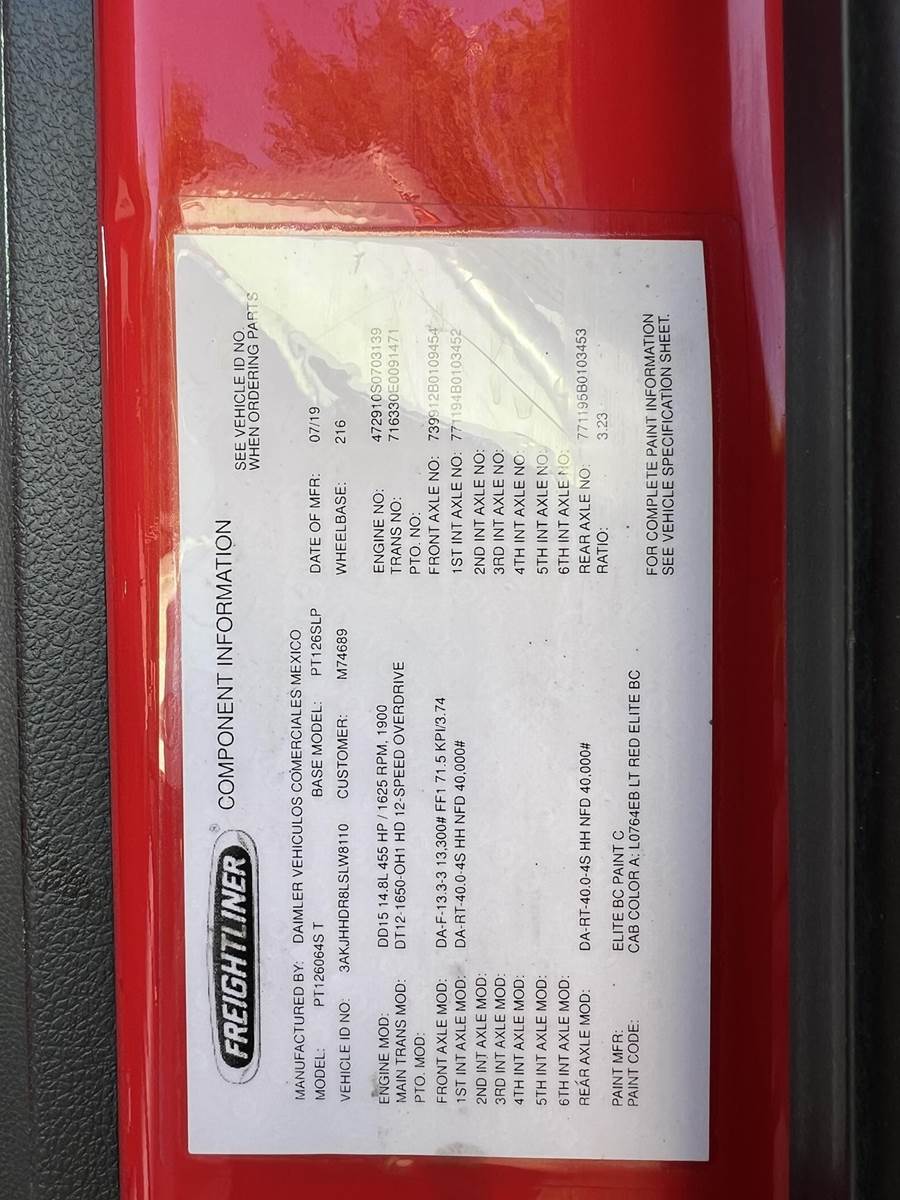 FREIGHTLINER® COMPONENT INFORMATION
SEE VEHICLE ID NO.
WHEN ORDERING PARTS
MANUFACTURED BY: DAIMLER VEHICULOS COMERCIALES MEXICO
MODEL: PT126064S T BASE MODEL: PT126SLP DATE OF MFR: 07/19
VEHICLE ID NO: 3AKJHHDR8LSLW8110 CUSTOMER: M74689 WHEELBASE: 216
ENGINE MOD: DD15 14.8L 455 HP / 1625 RPM, 1900 ENGINE NO: 472910S0703139
MAIN TRANS MOD: DT12-1650-OH1 HD 12-SPEED OVERDRIVE TRANS NO: 716330E0091471
PTO. MOD: PTO. NO:
FRONT AXLE MOD: DA-F-13.3-3 13,300# FF1 71.5 KPI/3.74 FRONT AXLE NO: 739912B0109454
1ST INT AXLE MOD: DA-RT-40.0-4S HH NFD 40,000# 1ST INT AXLE NO: 771194B0103452
2ND INT AXLE MOD: 2ND INT AXLE NO:
3RD INT AXLE MOD: 3RD INT AXLE NO:
4TH INT AXLE MOD: 4TH INT AXLE NO:
5TH INT AXLE MOD: 5TH INT AXLE NO:
6TH INT AXLE MOD: 6TH INT AXLE NO:
REAR AXLE MOD: DA-RT-40.0-4S HH NFD 40,000# REAR AXLE NO: 771195B0103453
RATIO: 3.23
PAINT MFR: ELITE BC PAINT C
PAINT CODE: CAB COLOR A: L0764EB LT RED ELITE BC
FOR COMPLETE PAINT INFORMATION
SEE VEHICLE SPECIFICATION SHEET.